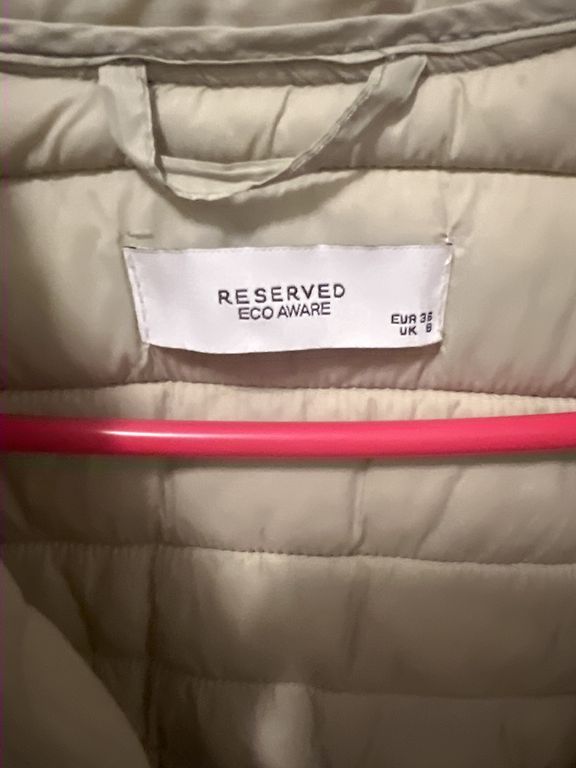 RESERVED
ECO AWARE
EUR 36
UK 8